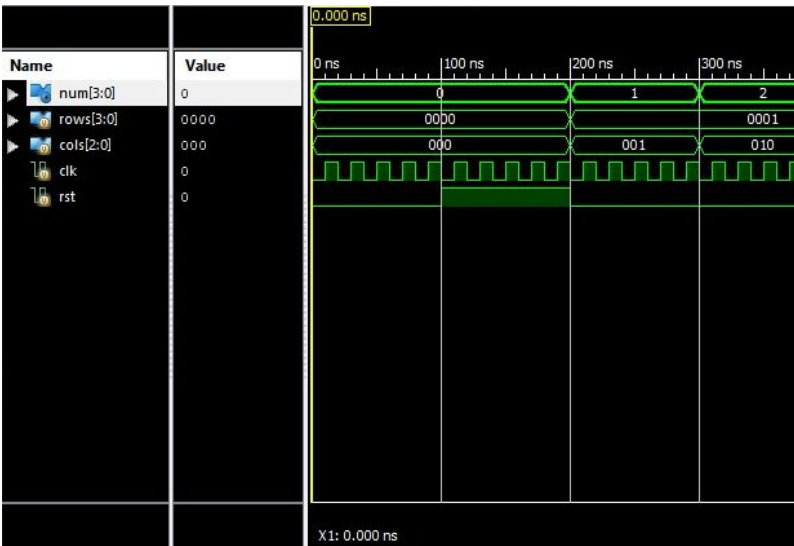 0.000 ns
Name Value 0 ns 100 ns 200 ns 300 ns
num[3:0] 0 0 1 2
rows[3:0] 0000 0000 0001
cols[2:0] 000 000 001 010
clk 0
rst 0
X1: 0.000 ns